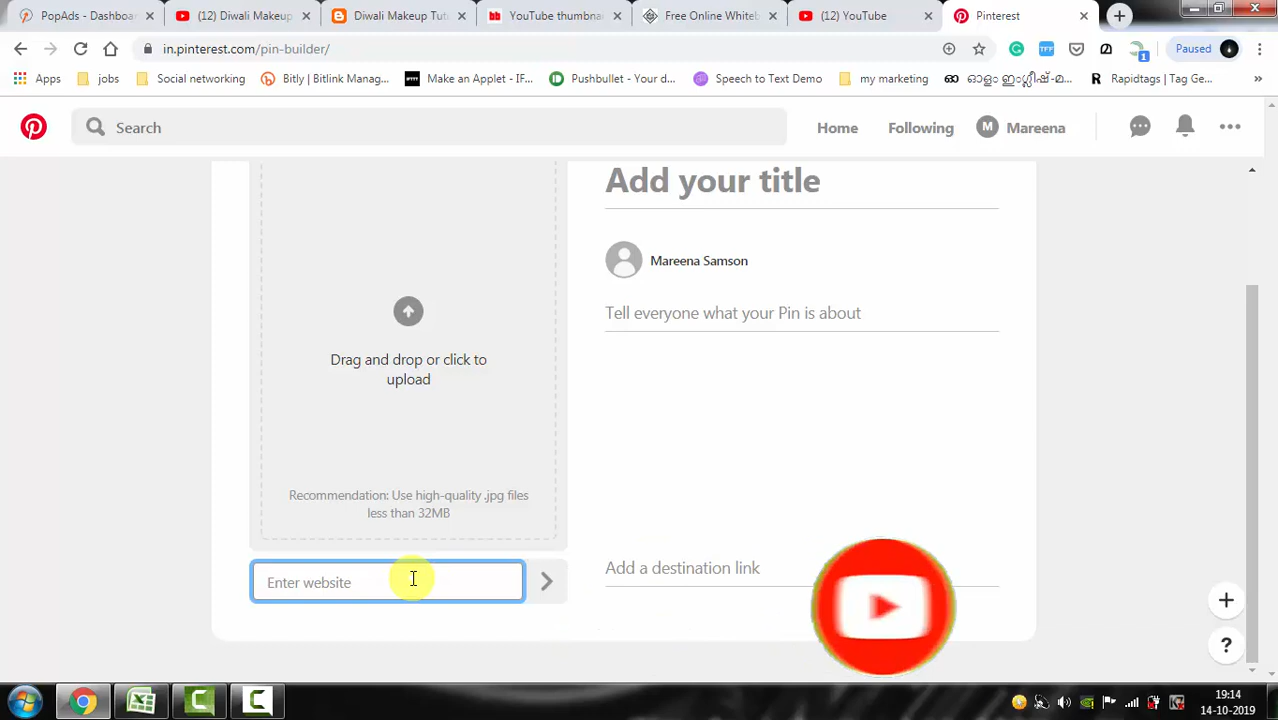 PopAds - Dashboa
(12) Diwali Makeup
Diwali Makeup Tut
YouTube thumbna
Free Online Whiteb
(12) YouTube
Pinterest
in.pinterest.com/pin-builder/
TFF
1
Paused
Apps
jobs
Social networking
Bitly | Bitlink Manag...
Make an Applet - IF...
Pushbullet - Your d...
Speech to Text Demo
my marketing
ഓളം ഇംഗ്ലീഷ് -മ...
Rapidtags | Tag Ge...
Search
Home
Following
M
Mareena
Add your title
Mareena Samson
Tell everyone what your Pin is about
Drag and drop or click to
upload
Recommendation: Use high-quality .jpg files
less than 32MB
Enter website
Add a destination link
19:14
14-10-2019